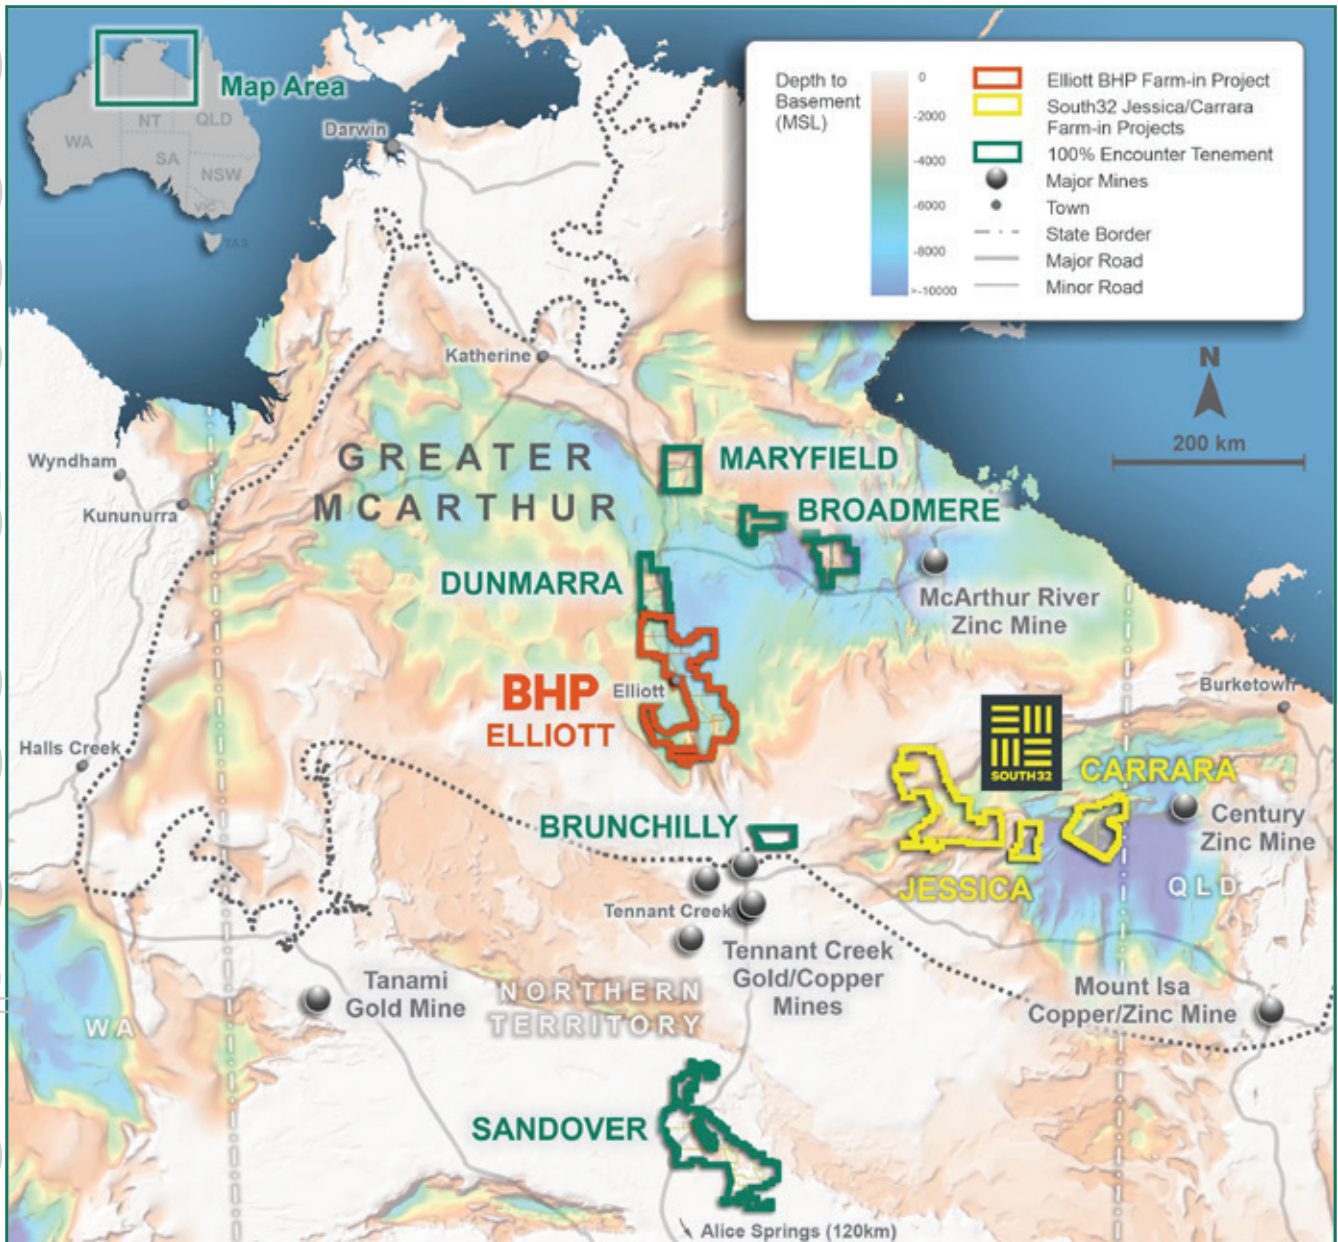 Map Area
NT
QLD
WA
SA
NSW
VIC
TAS
Depth to
Basement
(MSL)
0
-2000
-4000
-6000
-8000
>-10000
Elliott BHP Farm-in Project
South32 Jessica/Carrara
Farm-in Projects
100% Encounter Tenement
Major Mines
Town
State Border
Major Road
Minor Road
N
200 km
Darwin
Katherine
Wyndham
Kununurra
GREATER
MCARTHUR
MARYFIELD
BROADMERE
DUNMARRA
McArthur River
Zinc Mine
BHP
ELLIOTT
Elliott
Burketown
SOUTH32
CARRARA
Halls Creek
BRUNCHILLY
Century
Zinc Mine
JESSICA
QLD
Tennant Creek
Tennant Creek
Gold/Copper
Mines
Tanami
Gold Mine
NORTHERN
TERRITORY
Mount Isa
Copper/Zinc Mine
WA
SANDOVER
Alice Springs (120km)